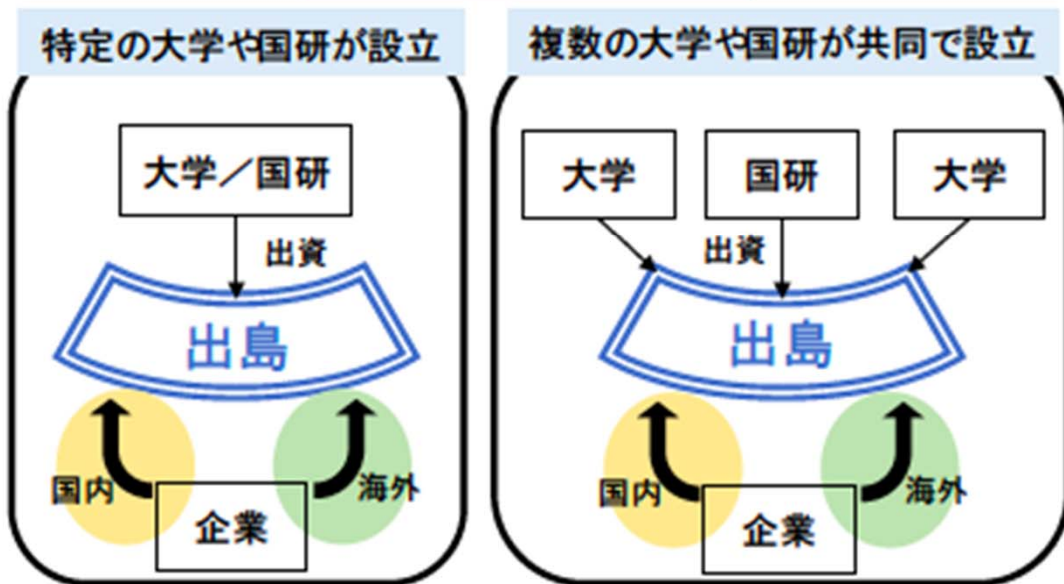 特定の大学や国研が設立
大学／国研
出資
出島
国内
海外
企業
複数の大学や国研が共同で設立
大学
国研
大学
出資
出島
国内
海外
企業